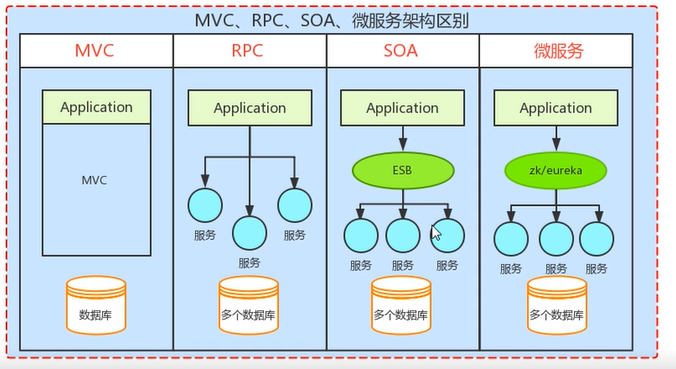 MVC、RPC、SOA、微服务架构区别
MVC
RPC
SOA
微服务
Application
Application
Application
Application
MVC
ESB
zk/eureka
服务
服务
服务
服务
服务
服务
服务
服务
服务
数据库
多个数据库
多个数据库
多个数据库